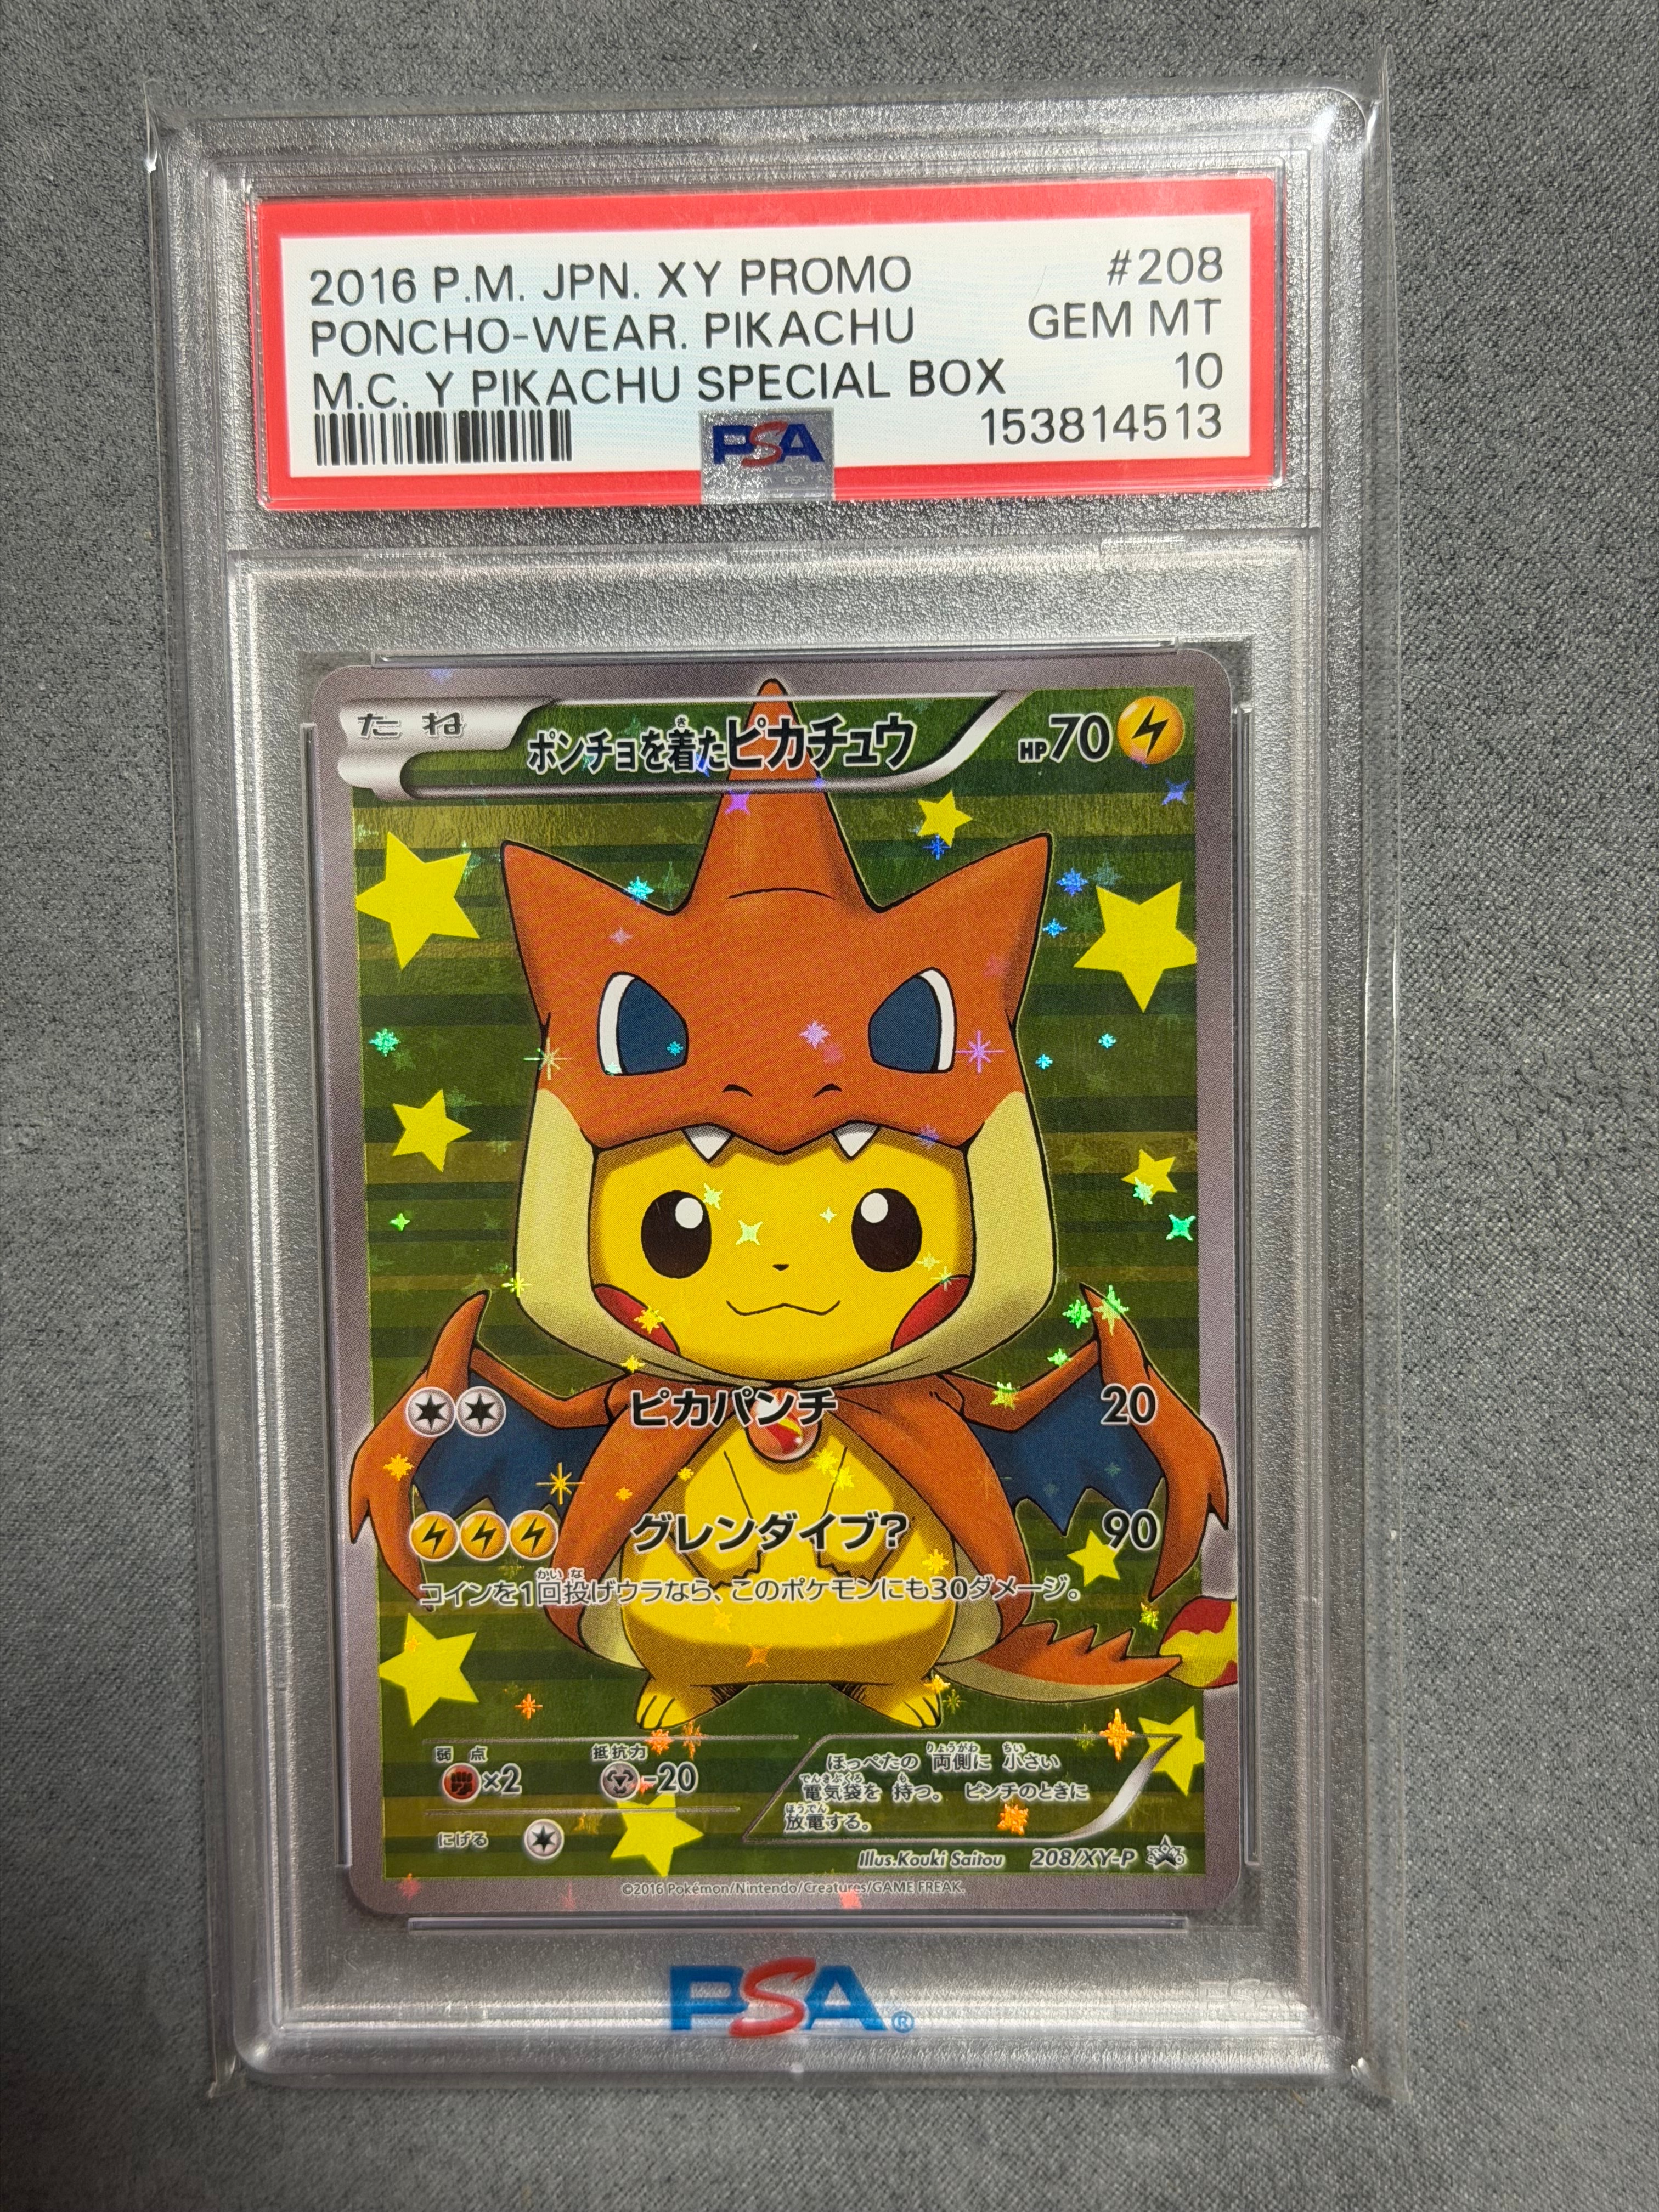 2016 P.M. JPN. XY PROMO #208
PONCHO-WEAR. PIKACHU GEM MT
M.C. Y PIKACHU SPECIAL BOX 10
PSA 153814513
たね ポンチョを着たピカチュウ HP70
ピカパンチ 20
グレンダイブ? 90
コインを1回投げウラなら、このポケモンにも30ダメージ。
弱点 抵抗力
×2 -20
にげる
ほっぺたの 両側に 小さい
電気袋を 持つ。 ピンチのときに
放電する。
Illus.Kouki Saitou 208/XY-P
©2016 Pokémon/Nintendo/Creatures/GAME FREAK.
PSA®